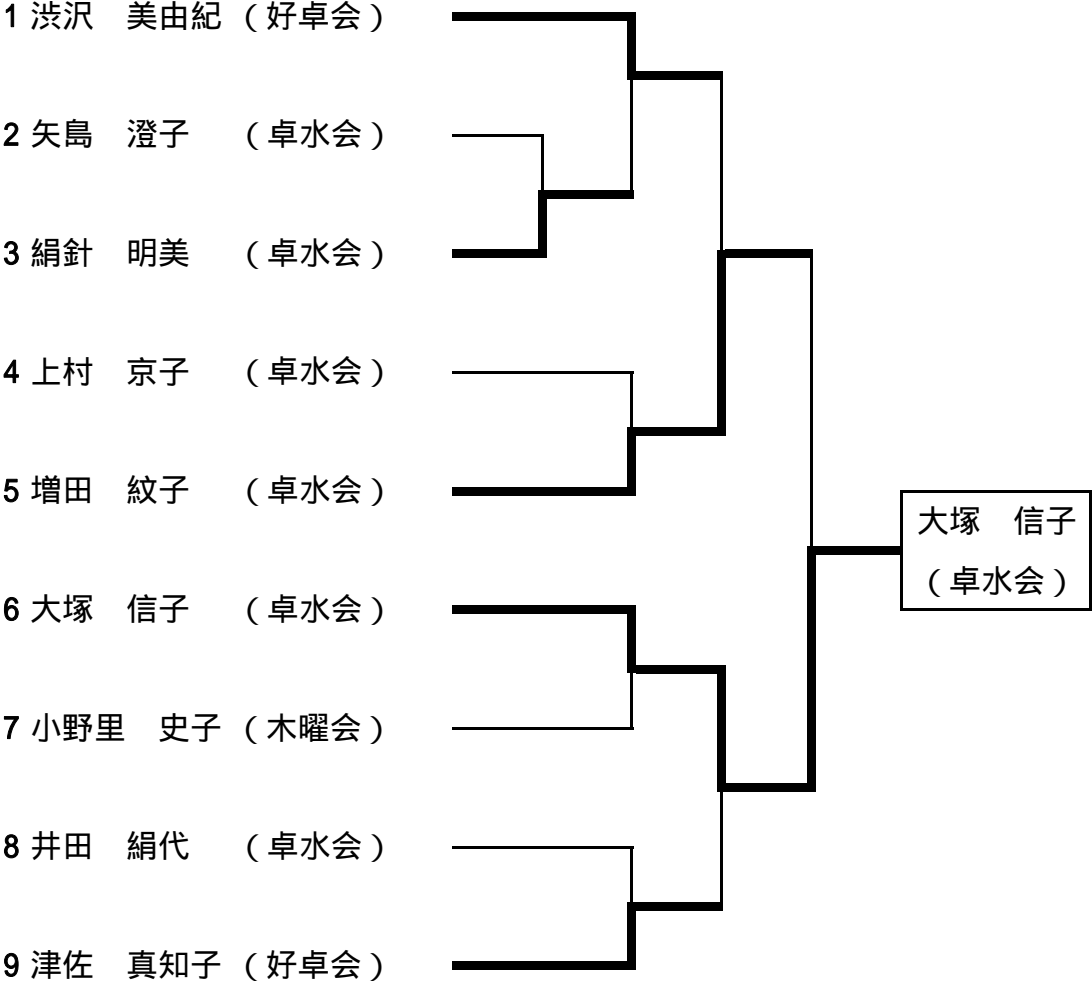 1 渋沢　美由紀（好卓会）
2 矢島　澄子　（卓水会）
3 絹針　明美　（卓水会）
4 上村　京子　（卓水会）
5 増田　紋子　（卓水会）
6 大塚　信子　（卓水会）
7 小野里　史子（木曜会）
8 井田　絹代　（卓水会）
9 津佐　真知子（好卓会）
大塚　信子
（卓水会）